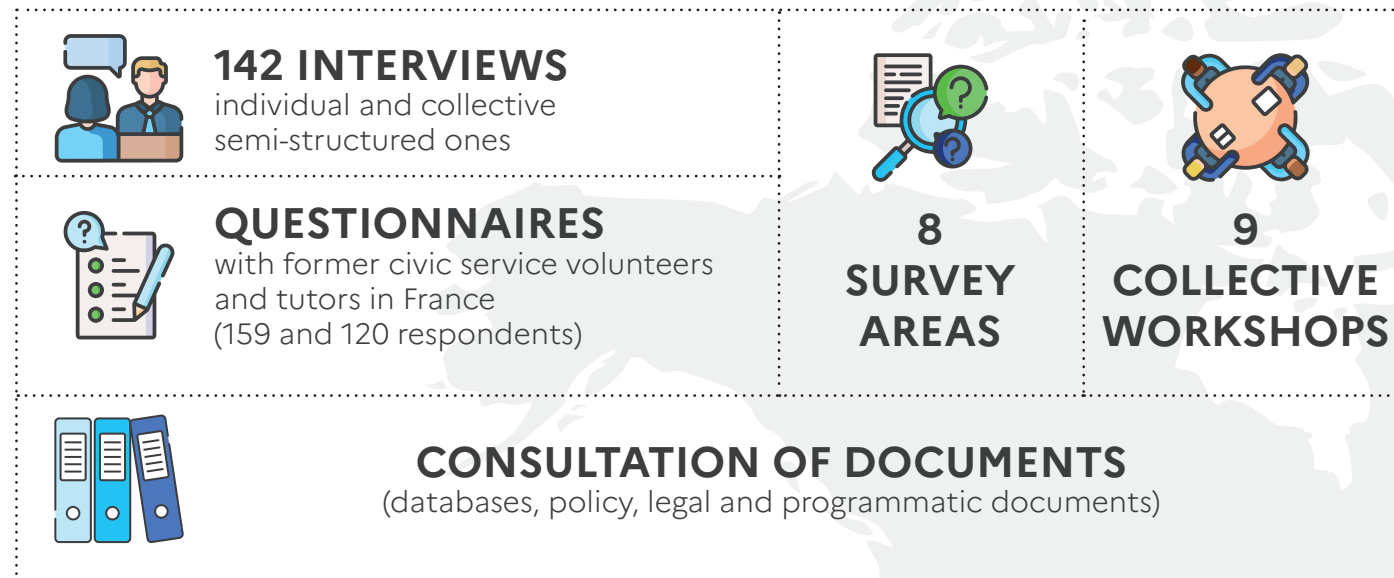 142 INTERVIEWS
individual and collective
semi-structured ones
QUESTIONNAIRES
with former civic service volunteers
and tutors in France
(159 and 120 respondents)
8
SURVEY
AREAS
9
COLLECTIVE
WORKSHOPS
CONSULTATION OF DOCUMENTS
(databases, policy, legal and programmatic documents)